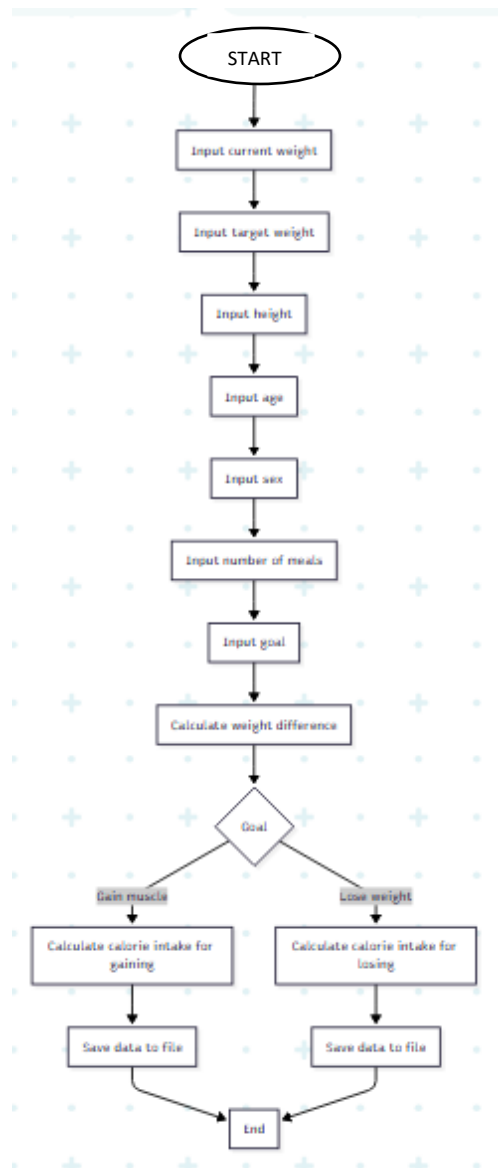 START
Input current weight
Input target weight
Input height
Input age
Input sex
Input number of meals
Input goal
Calculate weight difference
Goal
Gain muscle
Lose weight
Calculate calorie intake for
gaining
Calculate calorie intake for
losing
Save data to file
Save data to file
End